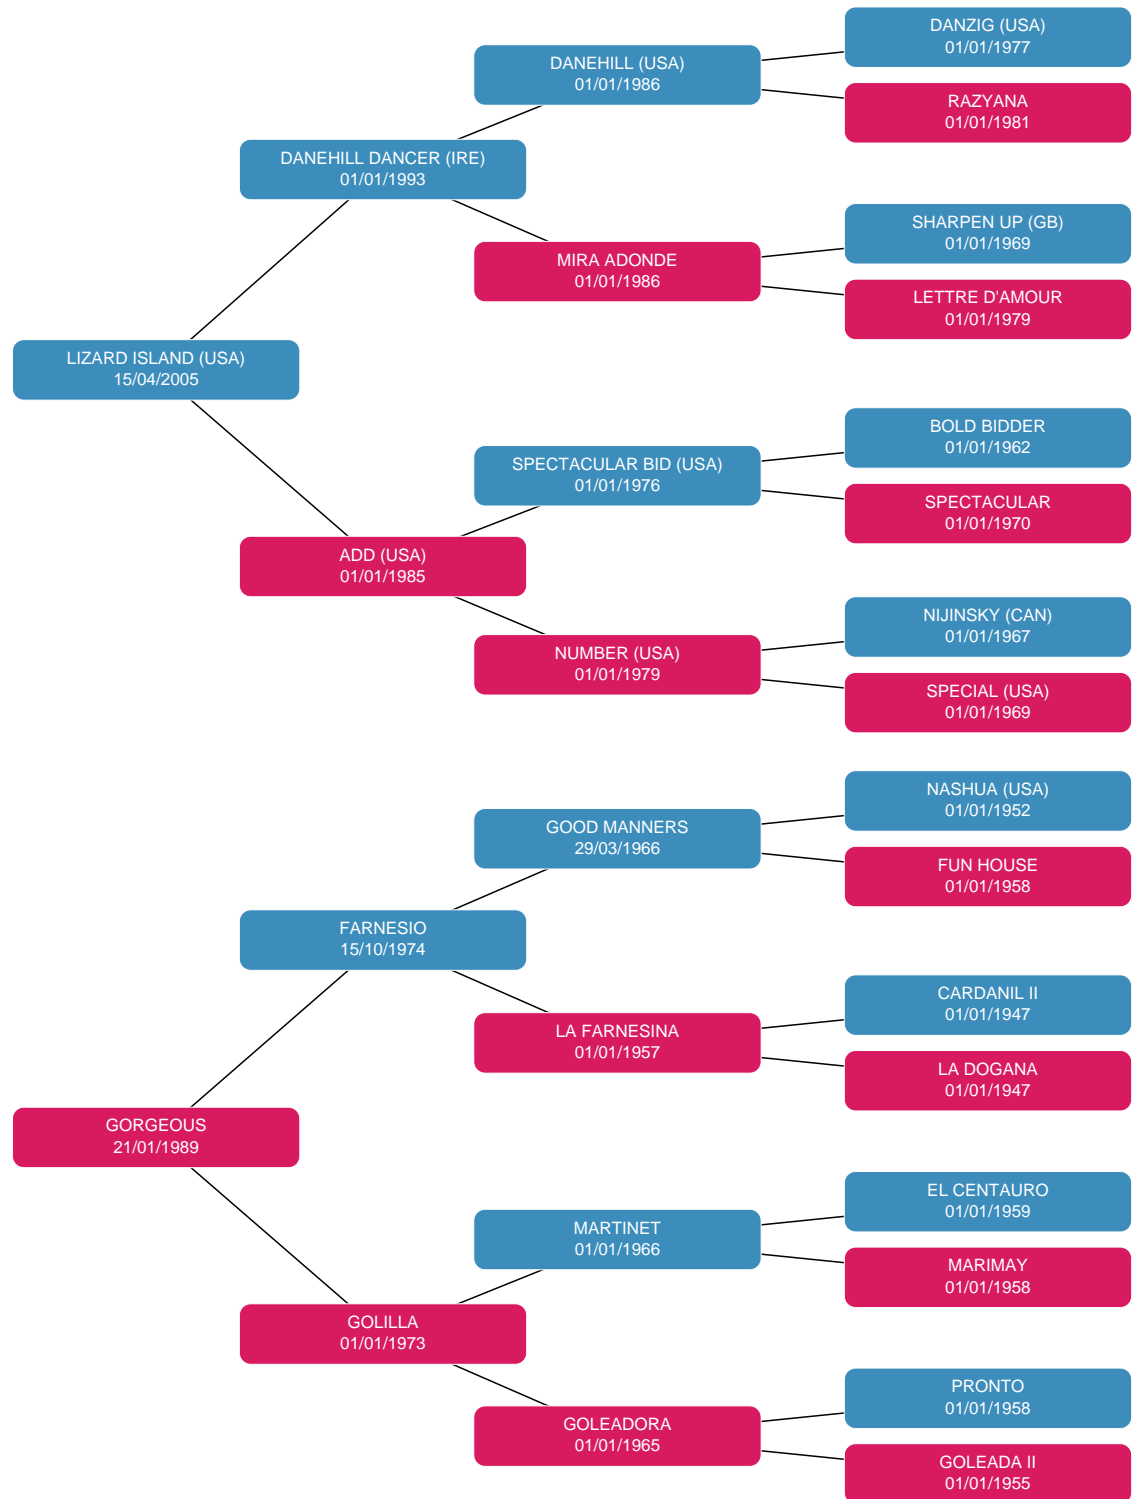 DANZIG (USA)
01/01/1977
DANEHILL (USA)
01/01/1986
RAZYANA
01/01/1981
DANEHILL DANCER (IRE)
01/01/1993
SHARPEN UP (GB)
01/01/1969
MIRA ADONDE
01/01/1986
LETTRE D'AMOUR
01/01/1979
LIZARD ISLAND (USA)
15/04/2005
BOLD BIDDER
01/01/1962
SPECTACULAR BID (USA)
01/01/1976
SPECTACULAR
01/01/1970
ADD (USA)
01/01/1985
NIJINSKY (CAN)
01/01/1967
NUMBER (USA)
01/01/1979
SPECIAL (USA)
01/01/1969
NASHUA (USA)
01/01/1952
GOOD MANNERS
29/03/1966
FUN HOUSE
01/01/1958
FARNESIO
15/10/1974
CARDANIL II
01/01/1947
LA FARNESINA
01/01/1957
LA DOGANA
01/01/1947
GORGEOUS
21/01/1989
EL CENTAURO
01/01/1959
MARTINET
01/01/1966
MARIMAY
01/01/1958
GOLILLA
01/01/1973
PRONTO
01/01/1958
GOLEADORA
01/01/1965
GOLEADA II
01/01/1955